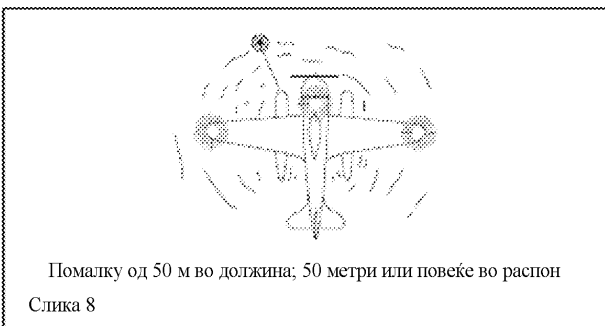 Помалку од 50 м во должина; 50 метри или повеќе во распон
Слика 8